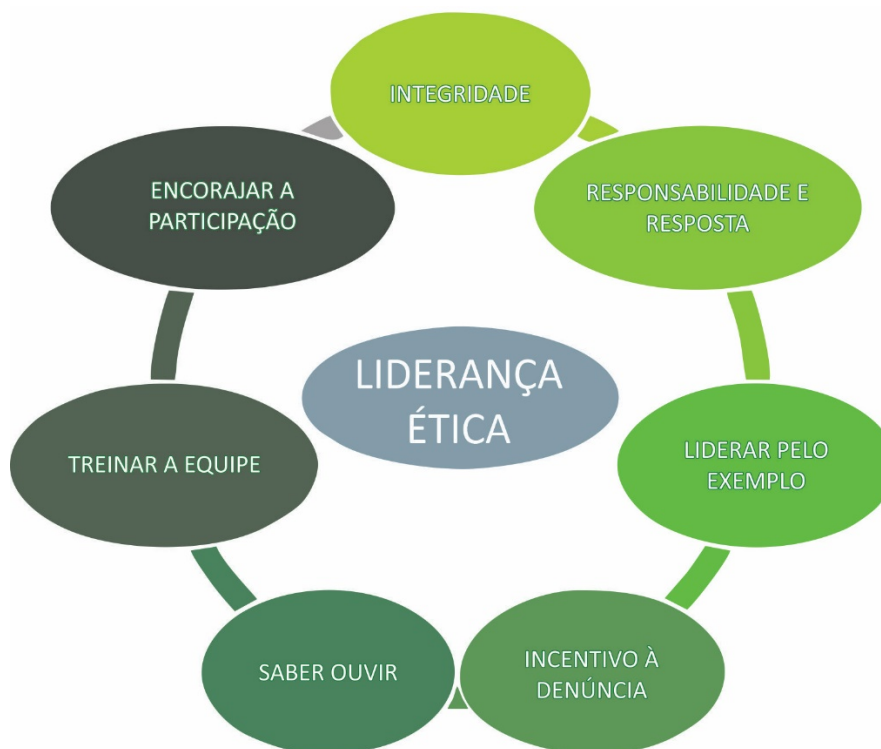 INTEGRIDADE
RESPONSABILIDADE E
RESPOSTA
LIDERAR PELO
EXEMPLO
INCENTIVO À
DENÚNCIA
SABER OUVIR
TREINAR A EQUIPE
ENCORAJAR A
PARTICIPAÇÃO
LIDERANÇA
ÉTICA